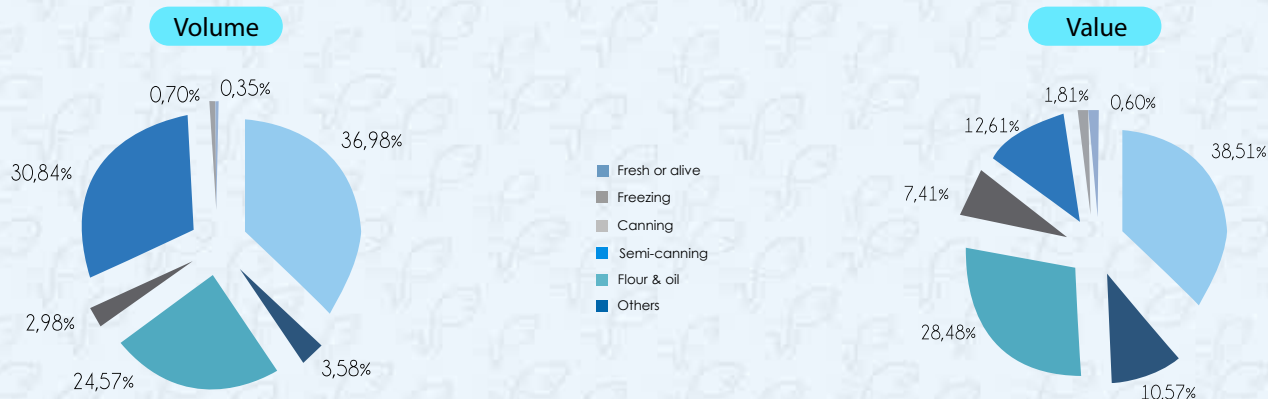 Volume
0,70%
0,35%
36,98%
30,84%
2,98%
24,57%
3,58%
Fresh or alive
Freezing
Canning
Semi-canning
Flour & oil
Others
Value
1,81%
0,60%
12,61%
38,51%
7,41%
28,48%
10,57%